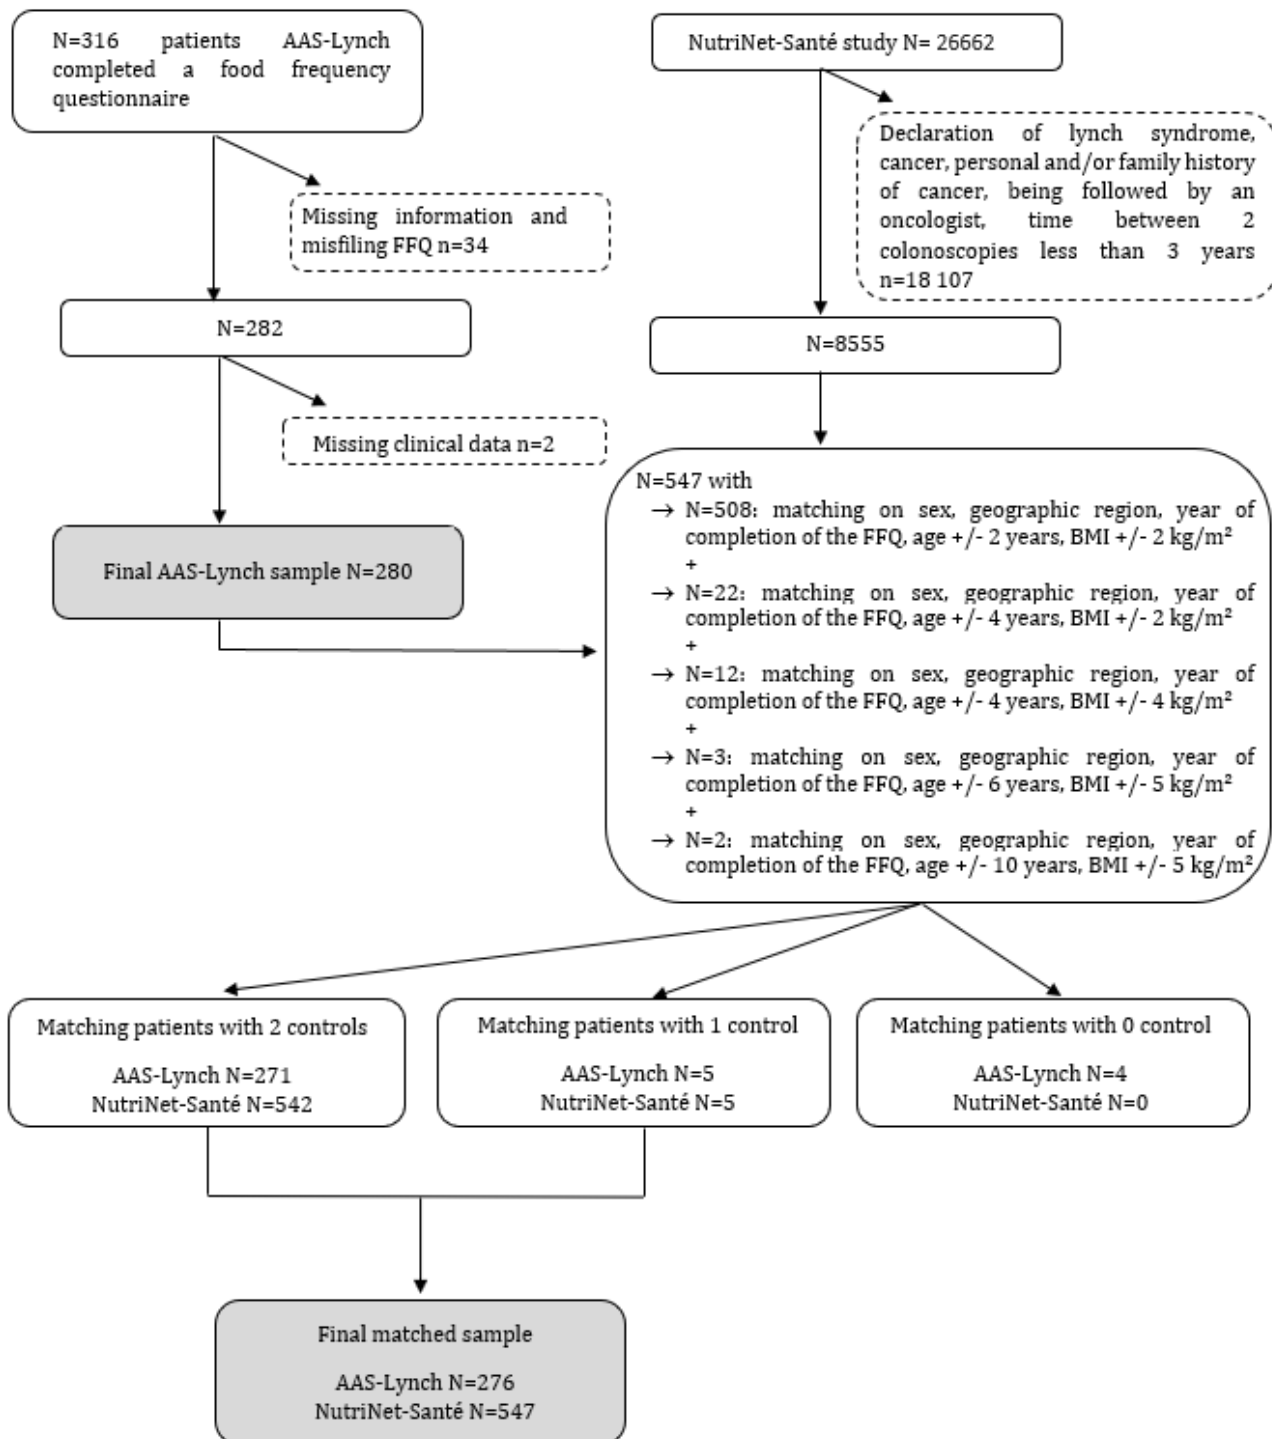 N=316 patients AAS-Lynch
completed a food frequency
questionnaire
NutriNet-Santé study N= 26662
Declaration of lynch syndrome,
cancer, personal and/or family history
of cancer, being followed by an
oncologist, time between 2
colonoscopies less than 3 years
n=18 107
Missing information and
misfiling FFQ n=34
N=282
N=8555
Missing clinical data n=2
Final AAS-Lynch sample N=280
N=547 with
→ N=508: matching on sex, geographic region, year of
completion of the FFQ, age +/- 2 years, BMI +/- 2 kg/m²
+
→ N=22: matching on sex, geographic region, year of
completion of the FFQ, age +/- 4 years, BMI +/- 2 kg/m²
+
→ N=12: matching on sex, geographic region, year of
completion of the FFQ, age +/- 4 years, BMI +/- 4 kg/m²
+
→ N=3: matching on sex, geographic region, year of
completion of the FFQ, age +/- 6 years, BMI +/- 5 kg/m²
+
→ N=2: matching on sex, geographic region, year of
completion of the FFQ, age +/- 10 years, BMI +/- 5 kg/m²
Matching patients with 2 controls
AAS-Lynch N=271
NutriNet-Santé N=542
Matching patients with 1 control
AAS-Lynch N=5
NutriNet-Santé N=5
Matching patients with 0 control
AAS-Lynch N=4
NutriNet-Santé N=0
Final matched sample
AAS-Lynch N=276
NutriNet-Santé N=547